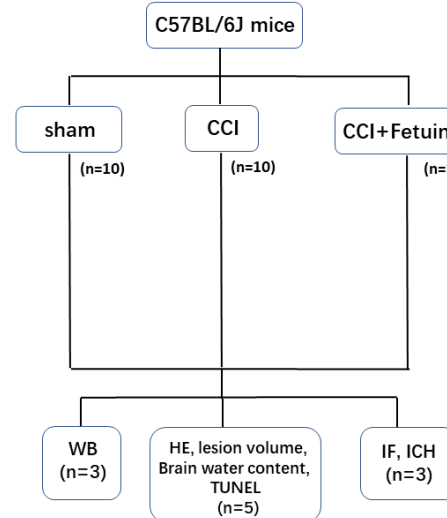 C57BL/6J mice
sham
CCI
CCI+Fetuin
(n=10)
(n=10)
(n=
WB
(n=3)
HE, lesion volume,
Brain water content,
TUNEL
(n=5)
IF, ICH
(n=3)